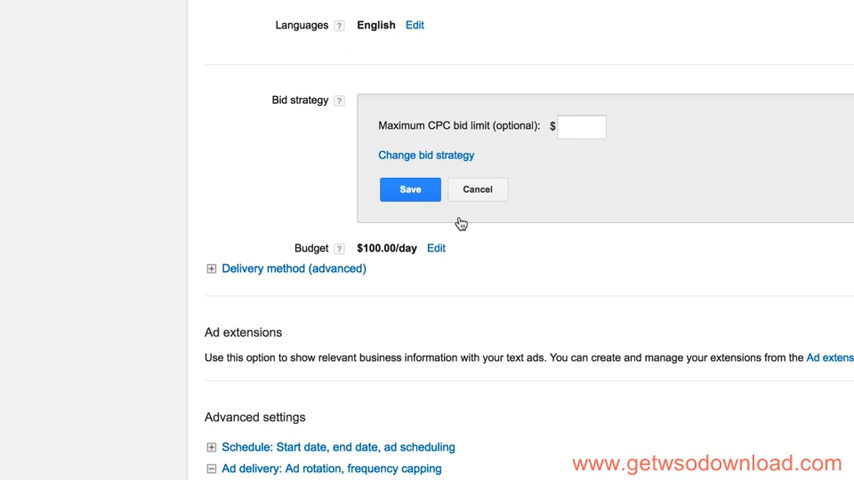 Languages ? English Edit
Bid strategy ?
Maximum CPC bid limit (optional): $
Change bid strategy
Save Cancel
Budget ? $100.00/day Edit
Delivery method (advanced)
Ad extensions
Use this option to show relevant business information with your text ads. You can create and manage your extensions from the Ad extens
Advanced settings
Schedule: Start date, end date, ad scheduling
Ad delivery: Ad rotation, frequency capping
www.getwsodownload.com